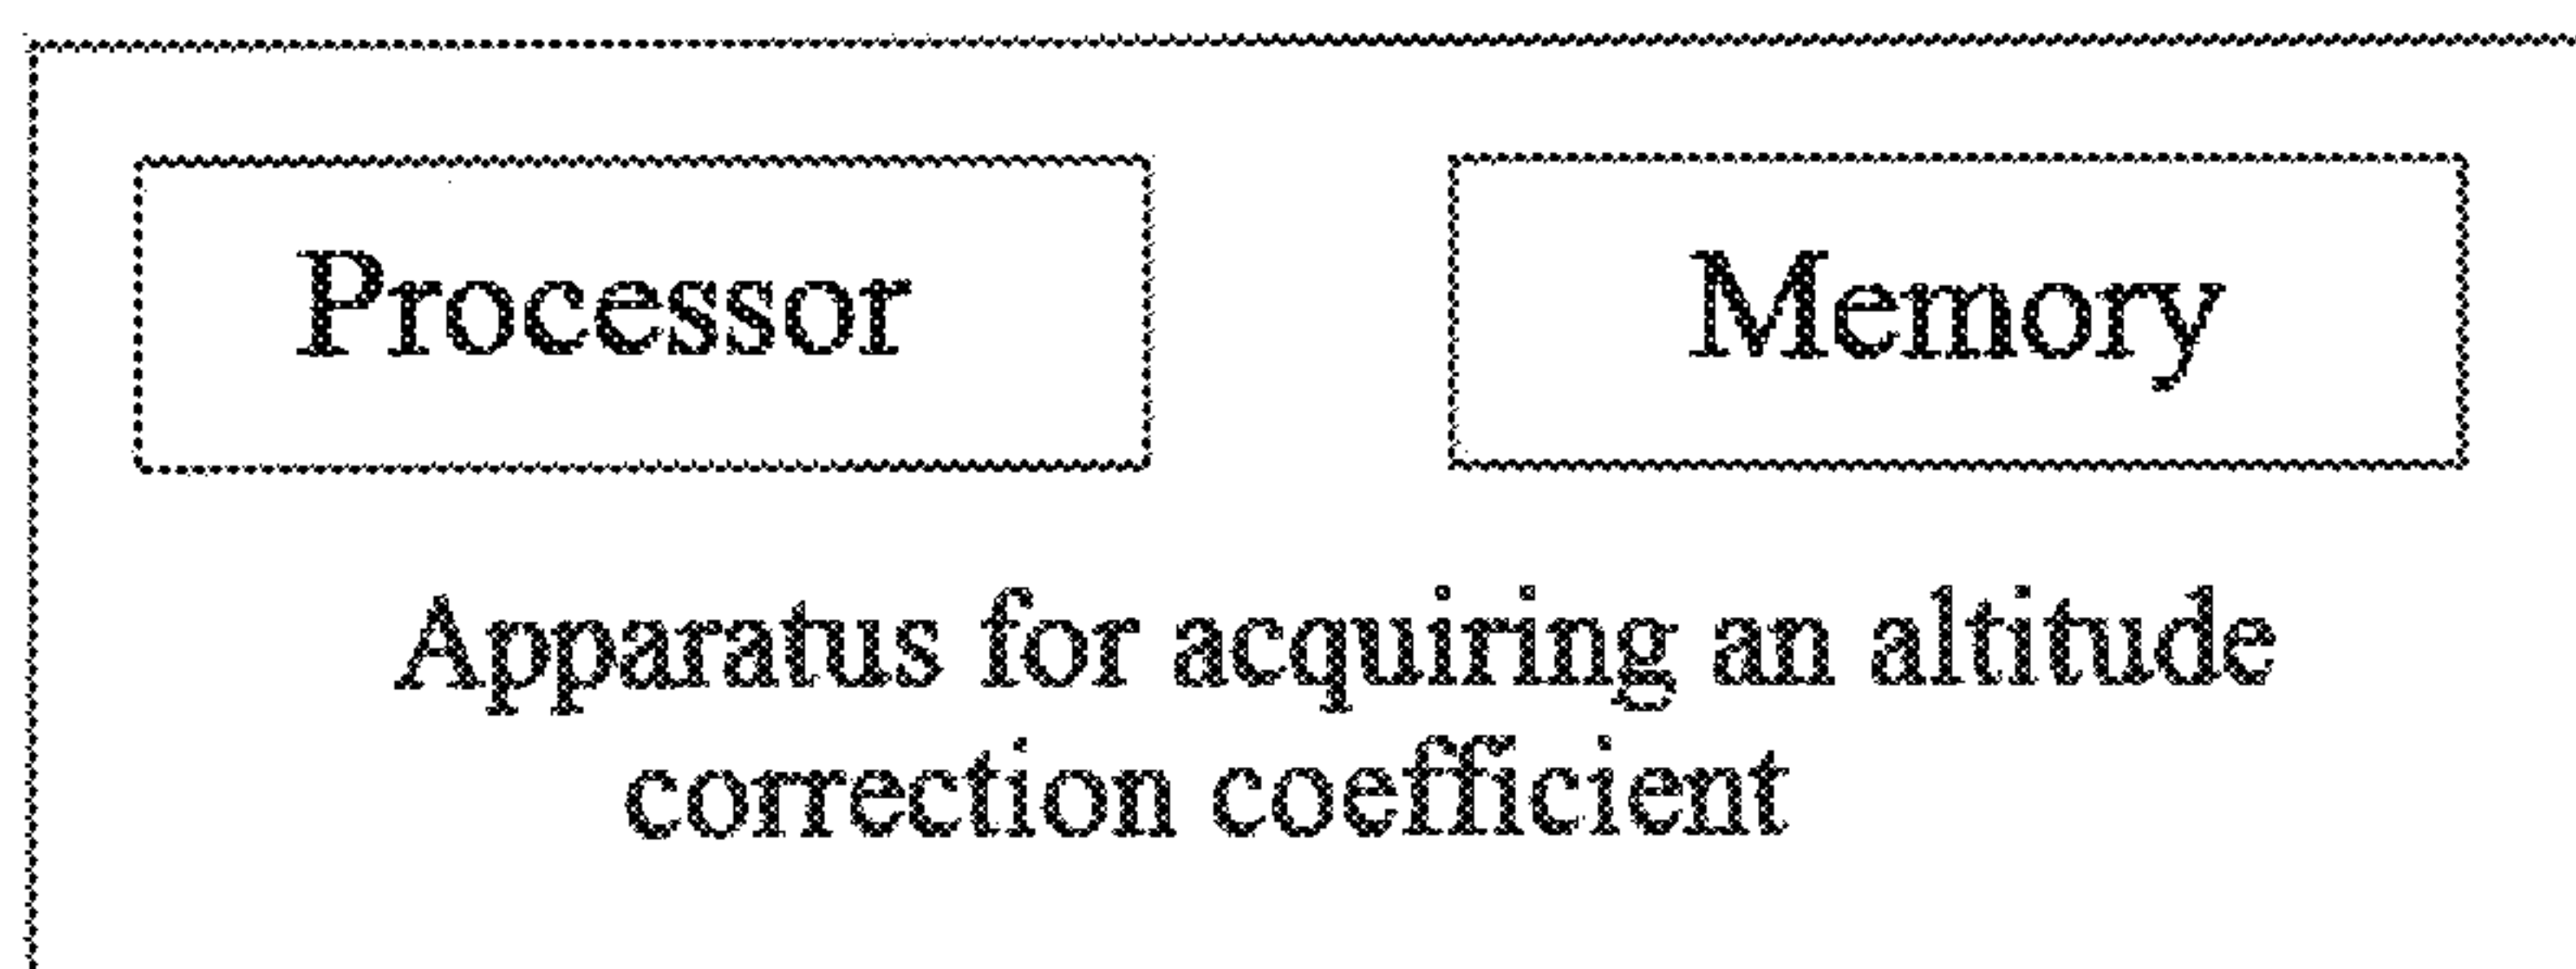 Processor Memory
Apparatus for acquiring an altitude
correction coefficient